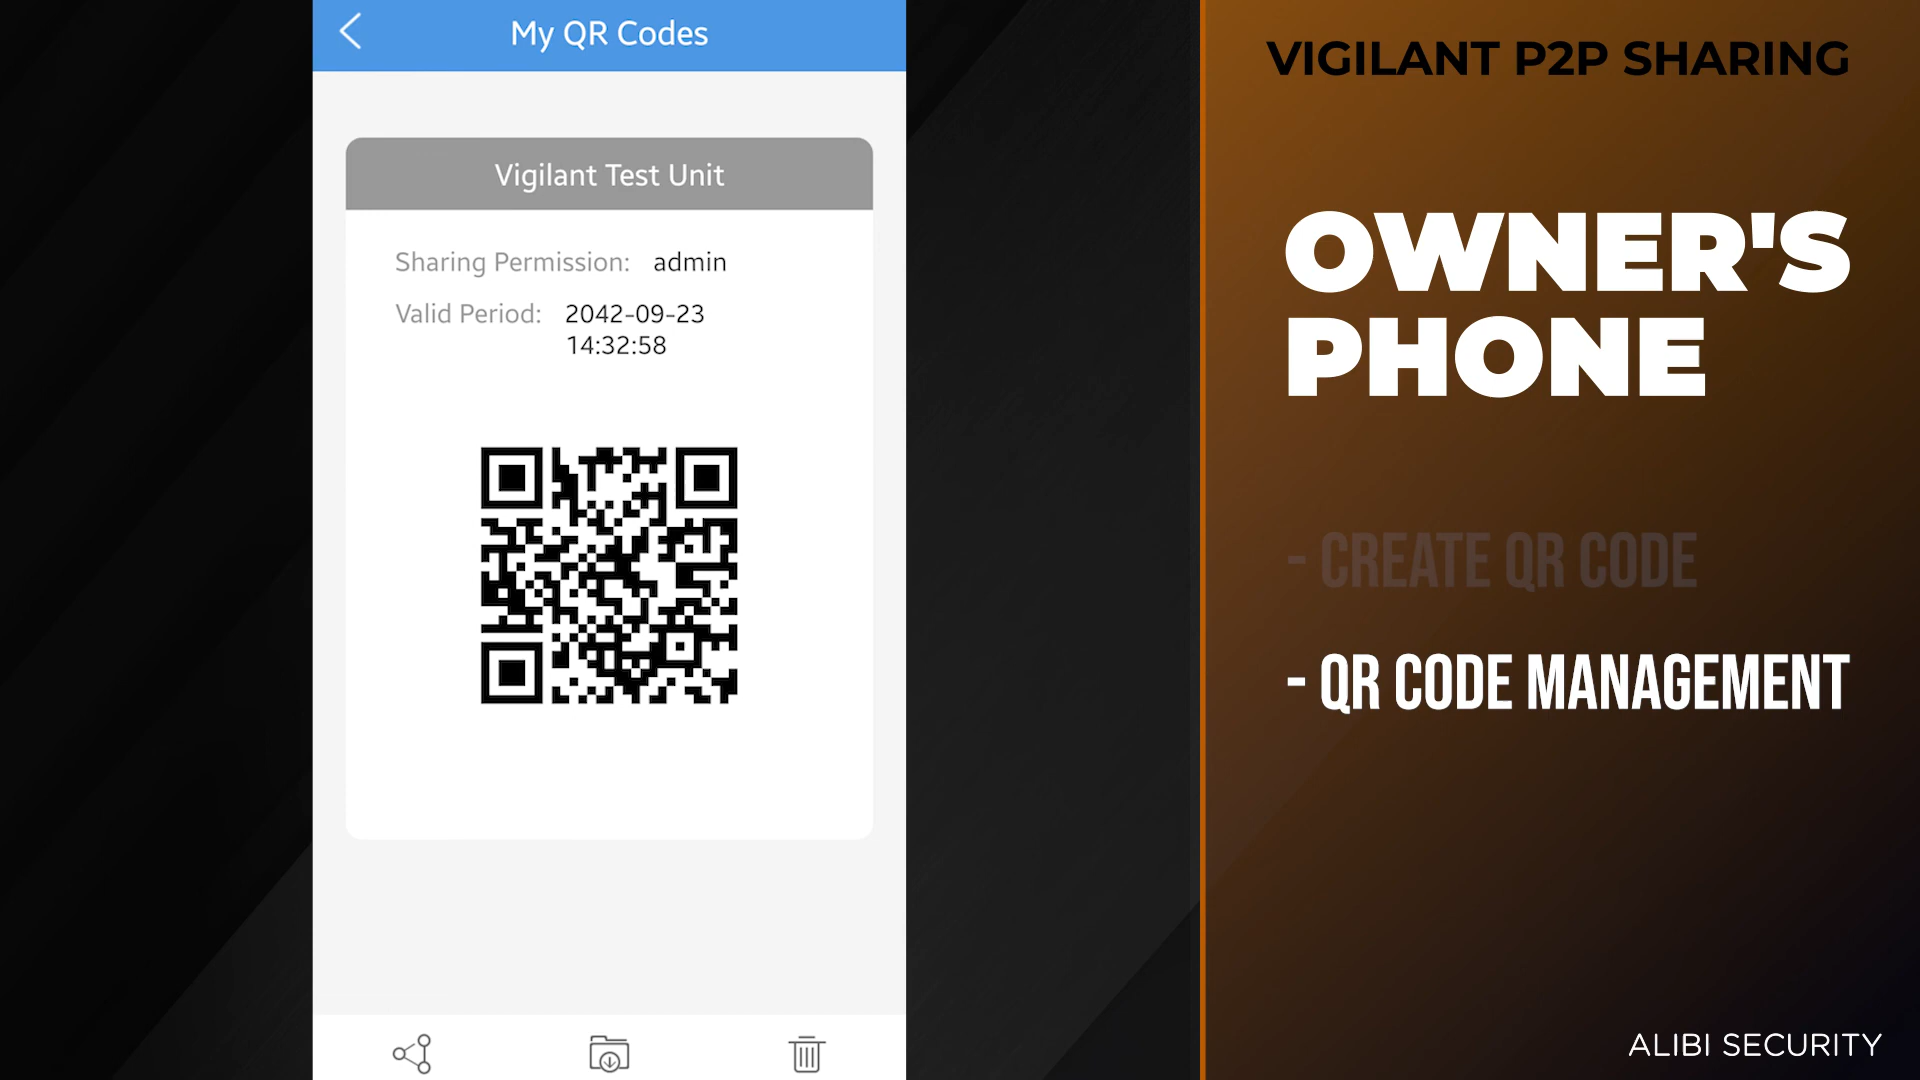 My QR Codes
Vigilant Test Unit
Sharing Permission: admin
Valid Period: 2042-09-23
14:32:58
VIGILANT P2P SHARING
OWNER'S
PHONE
- CREATE QR CODE
- QR CODE MANAGEMENT
ALIBI SECURITY